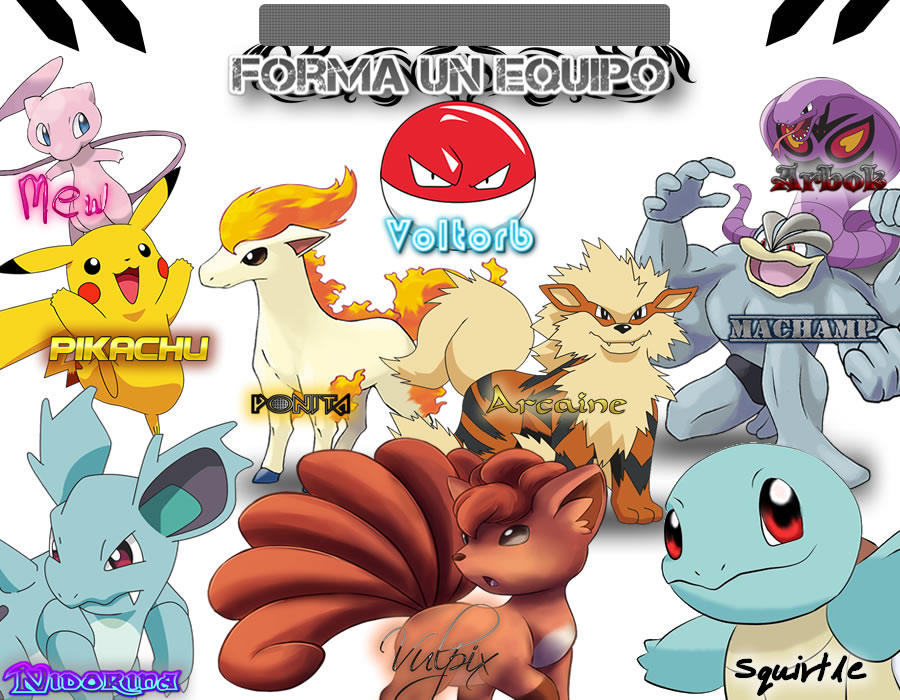 FORMA UN EQUIPO
Mew
Voltorb
Arbok
PIKACHU
MACHAMP
PONITA
Arcaine
NIDORINA
Vulpix
Squirtle